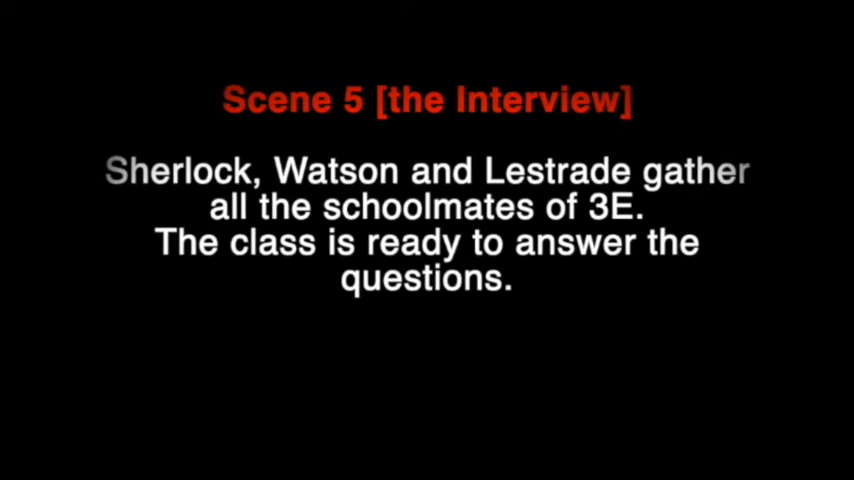 Scene 5 [the Interview]
Sherlock, Watson and Lestrade gather
all the schoolmates of 3E.
The class is ready to answer the
questions.